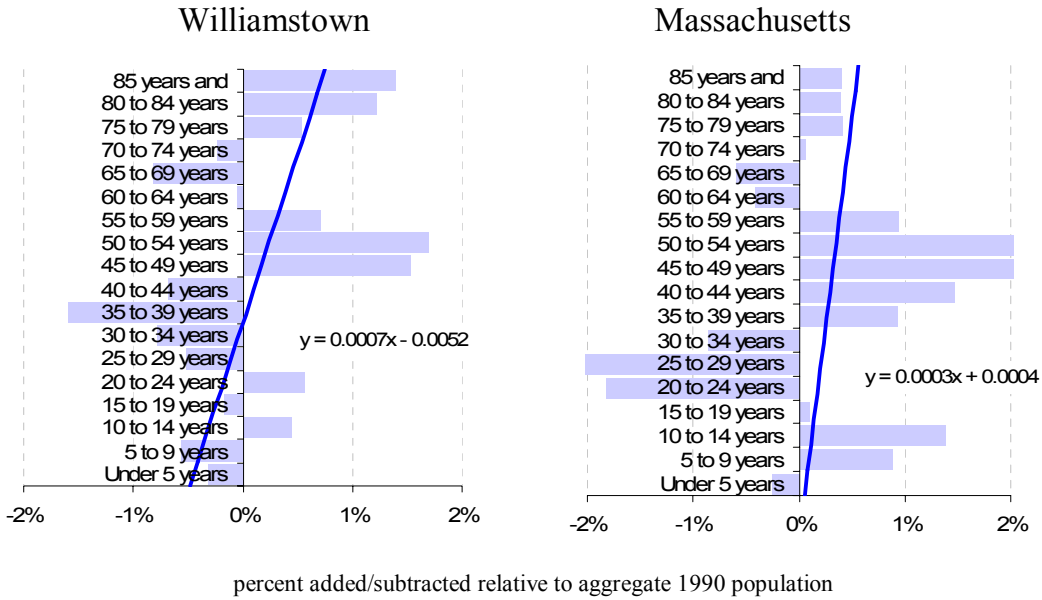 Williamstown
85 years and
80 to 84 years
75 to 79 years
70 to 74 years
65 to 69 years
60 to 64 years
55 to 59 years
50 to 54 years
45 to 49 years
40 to 44 years
35 to 39 years
30 to 34 years
25 to 29 years
20 to 24 years
15 to 19 years
10 to 14 years
5 to 9 years
Under 5 years
y = 0.0007x - 0.0052
-2% -1% 0% 1% 2%
Massachusetts
85 years and
80 to 84 years
75 to 79 years
70 to 74 years
65 to 69 years
60 to 64 years
55 to 59 years
50 to 54 years
45 to 49 years
40 to 44 years
35 to 39 years
30 to 34 years
25 to 29 years
20 to 24 years
15 to 19 years
10 to 14 years
5 to 9 years
Under 5 years
y = 0.0003x + 0.0004
-2% -1% 0% 1% 2%
percent added/subtracted relative to aggregate 1990 population